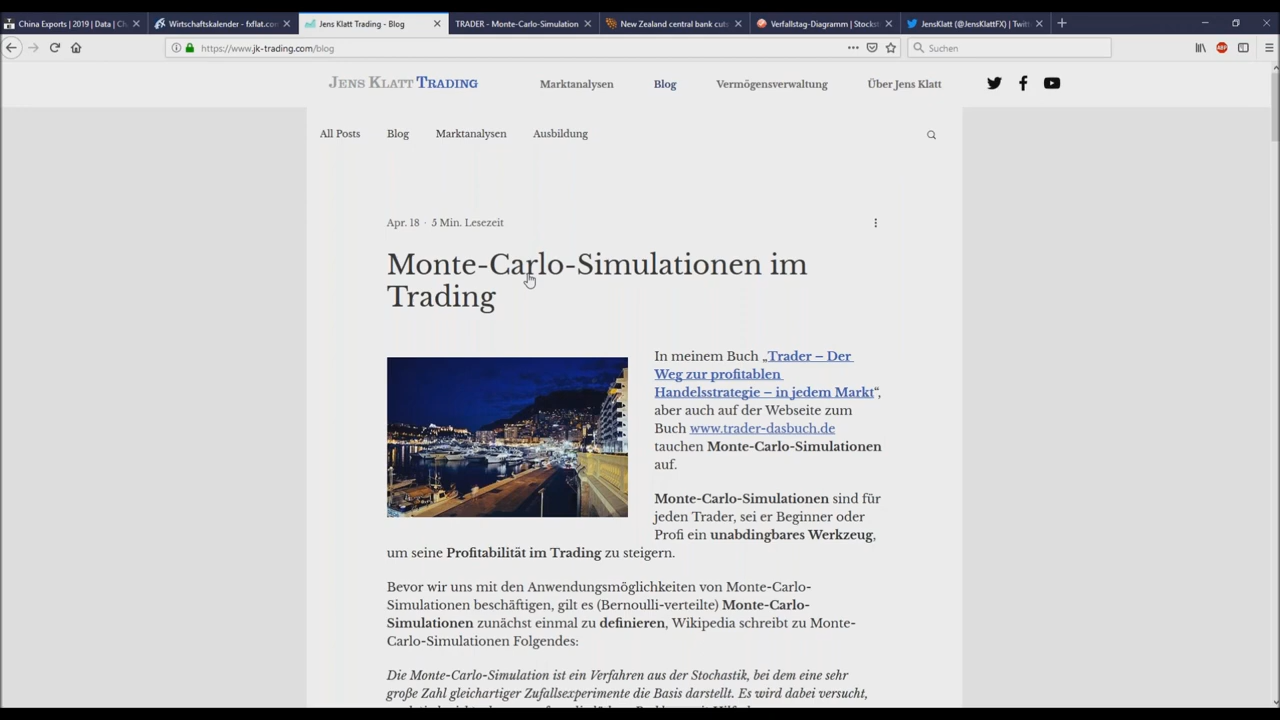 China Exports | 2019 | Data | Ch
Wirtschaftskalender - fxflat.com
Jens Klatt Trading - Blog
TRADER - Monte-Carlo-Simulation
New Zealand central bank cuts
Verfallstag-Diagramm | Stockst
JensKlatt (@JensKlattFX) | Twitt
https://www.jk-trading.com/blog
Suchen
ABP
JENS KLATT TRADING
Marktanalysen
Blog
Vermögensverwaltung
Über Jens Klatt
All Posts
Blog
Marktanalysen
Ausbildung
Apr. 18 · 5 Min. Lesezeit
Monte-Carlo-Simulationen im
Trading
In meinem Buch „Trader – Der
Weg zur profitablen
Handelsstrategie – in jedem Markt“,
aber auch auf der Webseite zum
Buch www.trader-dasbuch.de
tauchen Monte-Carlo-Simulationen
auf.
Monte-Carlo-Simulationen sind für
jeden Trader, sei er Beginner oder
Profi ein unabdingbares Werkzeug,
um seine Profitabilität im Trading zu steigern.
Bevor wir uns mit den Anwendungsmöglichkeiten von Monte-Carlo-
Simulationen beschäftigen, gilt es (Bernoulli-verteilte) Monte-Carlo-
Simulationen zunächst einmal zu definieren, Wikipedia schreibt zu Monte-
Carlo-Simulationen Folgendes:
Die Monte-Carlo-Simulation ist ein Verfahren aus der Stochastik, bei dem eine sehr
große Zahl gleichartiger Zufallsexperimente die Basis darstellt. Es wird dabei versucht,